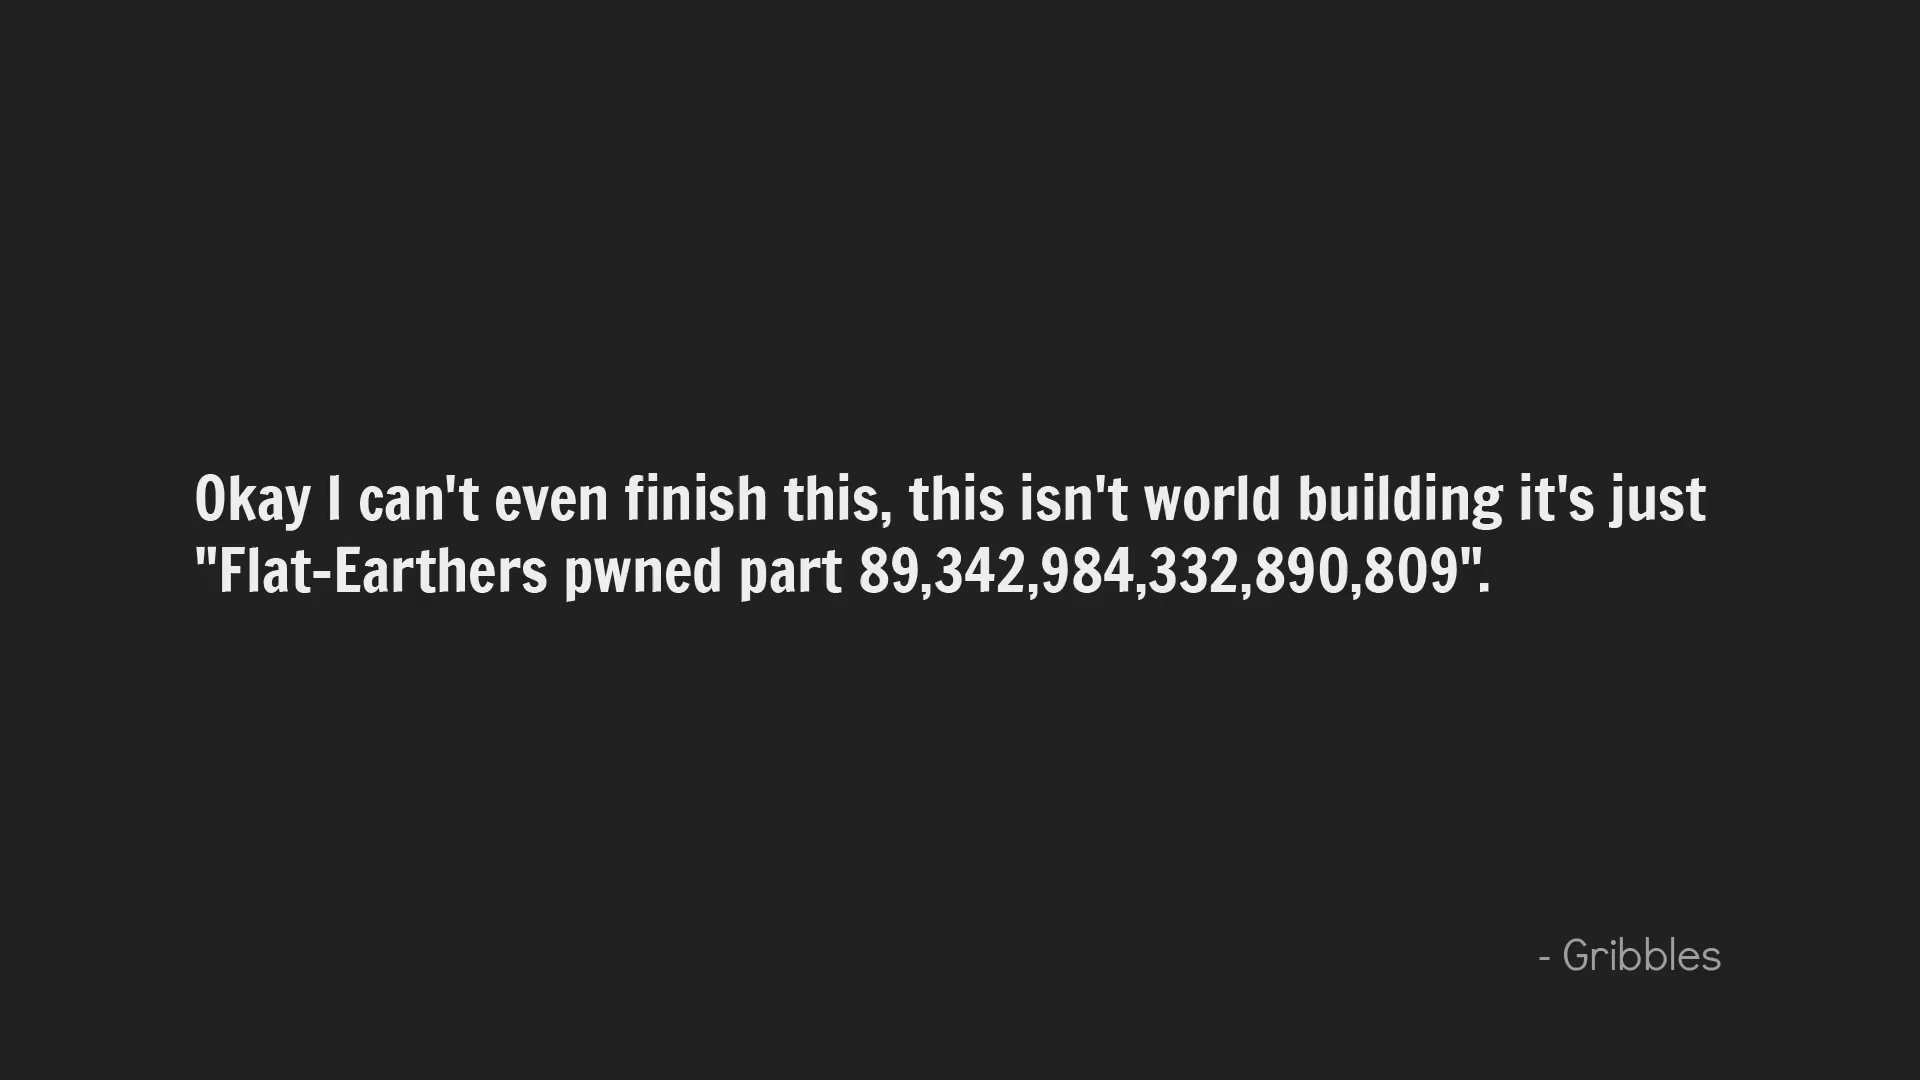 Okay I can't even finish this, this isn't world building it's just
"Flat-Earthers pwned part 89,342,984,332,890,809".
- Gribbles